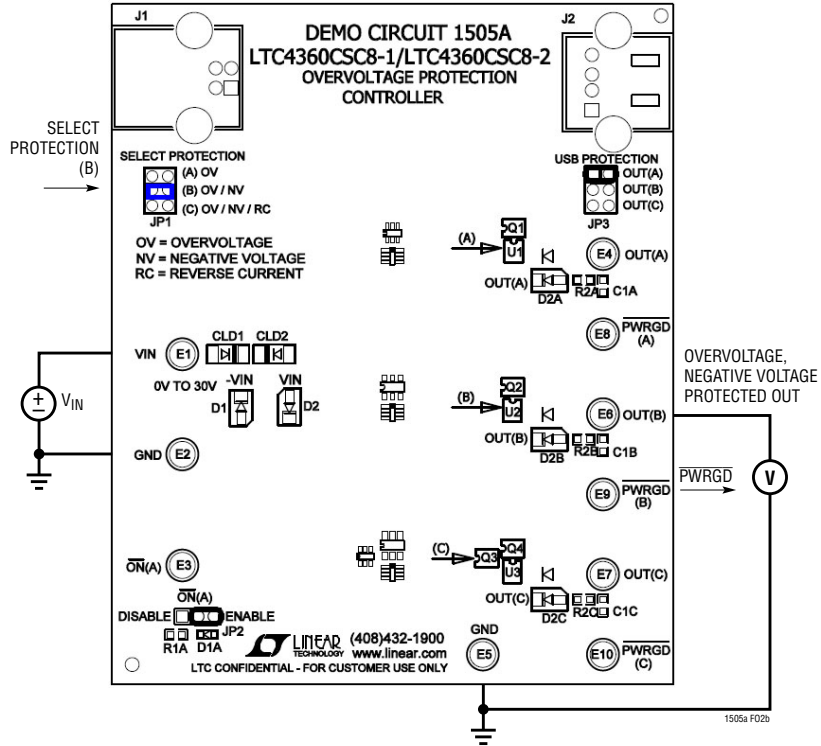 J1
J2
DEMO CIRCUIT 1505A
LTC4360CSC8-1/LTC4360CSC8-2
OVERVOLTAGE PROTECTION
CONTROLLER
SELECT
PROTECTION
(B)
SELECT PROTECTION
(A) OV
(B) OV / NV
(C) OV / NV / RC
JP1
OV = OVERVOLTAGE
NV = NEGATIVE VOLTAGE
RC = REVERSE CURRENT
USB PROTECTION
OUT(A)
OUT(B)
OUT(C)
JP3
(A)
Q1
U1
E4 OUT(A)
OUT(A)
D2A
R2A
C1A
E8 PWRGD
(A)
VIN E1
CLD1 CLD2
0V TO 30V
-VIN VIN
D1 D2
+
−
VIN
GND E2
(B)
Q2
U2
E6 OUT(B)
OUT(B)
D2B
R2B
C1B
E9 PWRGD
(B)
OVERVOLTAGE,
NEGATIVE VOLTAGE
PROTECTED OUT
PWRGD
V
(C)
Q3
Q4
U3
E7 OUT(C)
OUT(C)
D2C
R2C
C1C
E10 PWRGD
(C)
ON(A) E3
ON(A)
DISABLE ENABLE
JP2
R1A D1A
LINEAR
TECHNOLOGY
(408)432-1900
www.linear.com
LTC CONFIDENTIAL - FOR CUSTOMER USE ONLY
GND
E5
1505a F02b